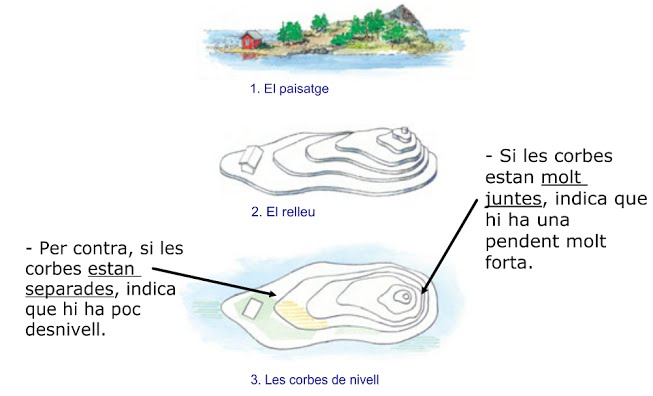 1. El paisatge
- Si les corbes
estan molt
juntes, indica que
hi ha una
pendent molt
forta.
2. El relleu
- Per contra, si les
corbes estan
separades, indica
que hi ha poc
desnivell.
3. Les corbes de nivell